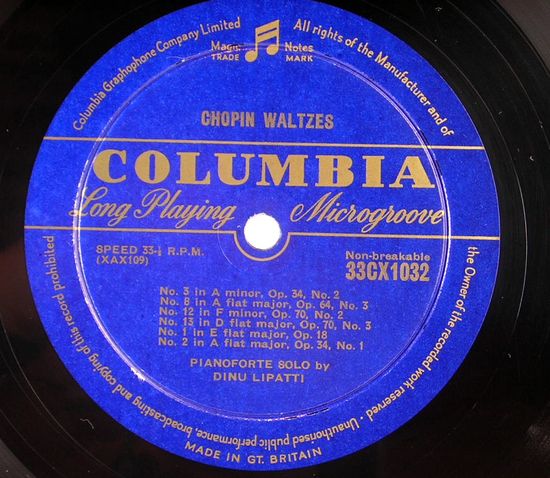 Columbia Graphophone Company Limited
All rights of the Manufacturer and of
the Owner of the recorded work reserved · Unauthorised public performance, broadcasting and copying of this record prohibited
Magic Notes
TRADE MARK
CHOPIN WALTZES
COLUMBIA
Long Playing Microgroove
SPEED 33-⅓ R.P.M.
(XAX109)
Non-breakable
33CX1032
No. 3 in A minor, Op. 34, No. 2
No. 8 in A flat major, Op. 64, No. 3
No. 12 in F minor, Op. 70, No. 2
No. 13 in D flat major, Op. 70, No. 3
No. 1 in E flat major, Op. 18
No. 2 in A flat major, Op. 34, No. 1
PIANOFORTE SOLO by
DINU LIPATTI
MADE IN GT. BRITAIN